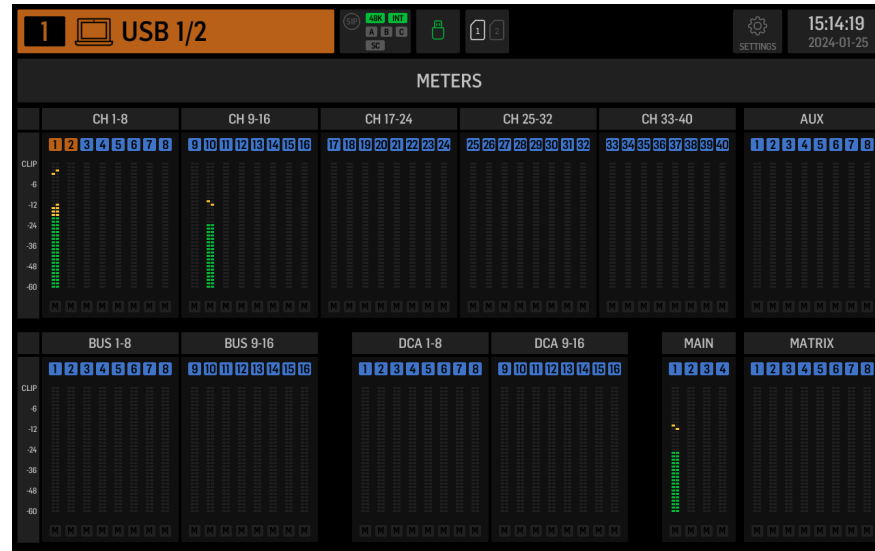 1 USB 1/2 SIP 48K INT A B C SC 1 2 SETTINGS 15:14:19 2024-01-25
METERS
CH 1-8 CH 9-16 CH 17-24 CH 25-32 CH 33-40 AUX
1 2 3 4 5 6 7 8 9 10 11 12 13 14 15 16 17 18 19 20 21 22 23 24 25 26 27 28 29 30 31 32 33 34 35 36 37 38 39 40 1 2 3 4 5 6 7 8
CLIP
-6
-12
-24
-36
-48
-60
M M M M M M M M M M M M M M M M M M M M M M M M M M M M M M M M M M M M M M M M M M M M M M M M
BUS 1-8 BUS 9-16 DCA 1-8 DCA 9-16 MAIN MATRIX
1 2 3 4 5 6 7 8 9 10 11 12 13 14 15 16 1 2 3 4 5 6 7 8 9 10 11 12 13 14 15 16 1 2 3 4 1 2 3 4 5 6 7 8
CLIP
-6
-12
-24
-36
-48
-60
M M M M M M M M M M M M M M M M M M M M M M M M M M M M M M M M M M M M M M M M M M M M